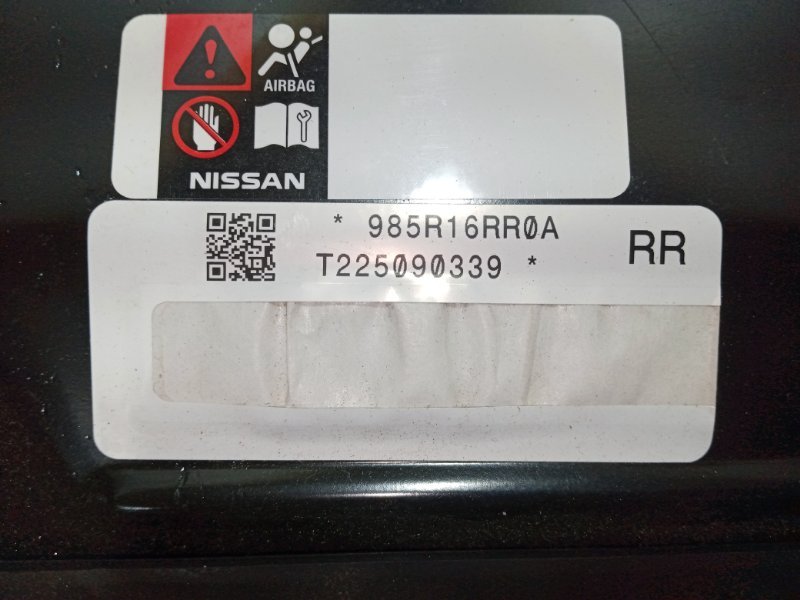 AIRBAG
NISSAN
* 985R16RR0A
T225090339 *
RR